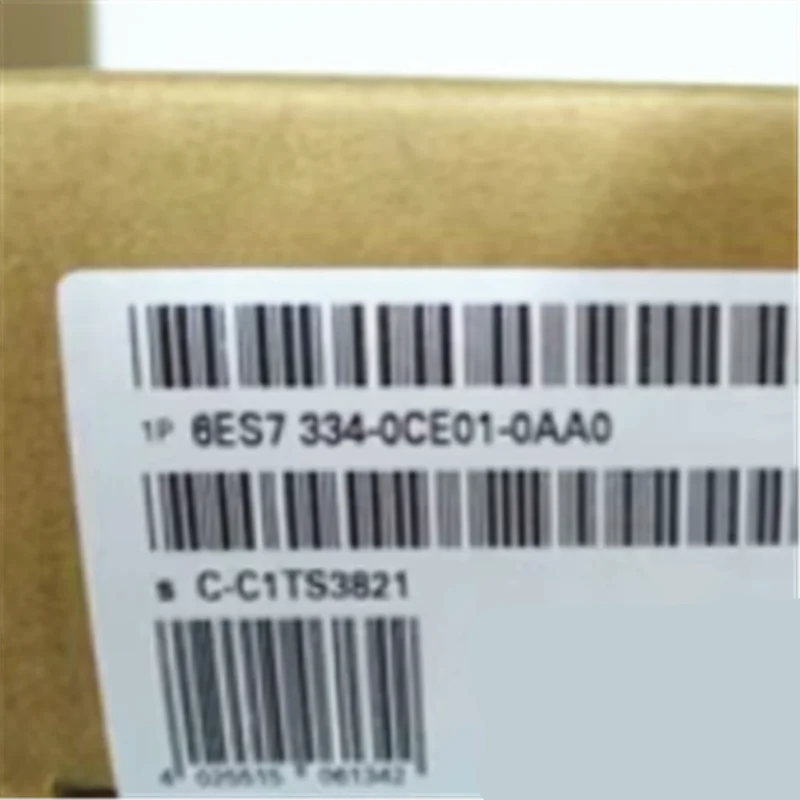 1P 6ES7 334-0CE01-0AA0
S C-C1TS3821
4 025515 061342